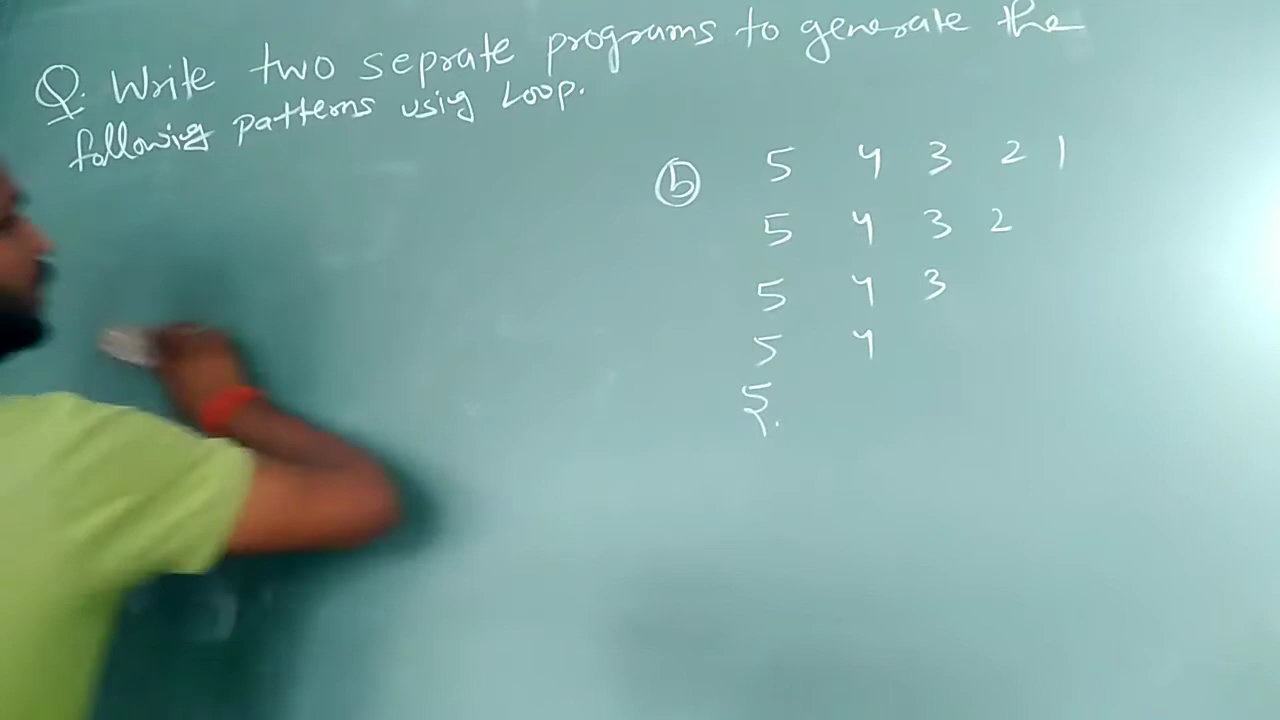 Q. Write two seprate programs to generate the
following patterns using Loop.
(b) 5 4 3 2 1
5 4 3 2
5 4 3
5 4
5